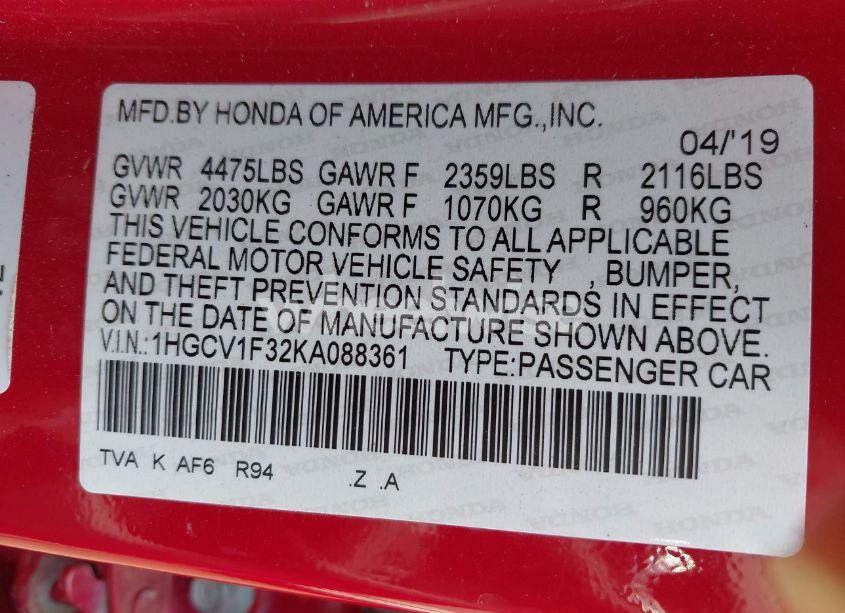 MFD.BY HONDA OF AMERICA MFG.,INC.
04/'19
GVWR 4475LBS GAWR F 2359LBS R 2116LBS
GVWR 2030KG GAWR F 1070KG R 960KG
THIS VEHICLE CONFORMS TO ALL APPLICABLE
FEDERAL MOTOR VEHICLE SAFETY , BUMPER,
AND THEFT PREVENTION STANDARDS IN EFFECT
ON THE DATE OF MANUFACTURE SHOWN ABOVE.
V.I.N.:1HGCV1F32KA088361 TYPE:PASSENGER CAR
TVA K AF6 R94 .Z .A